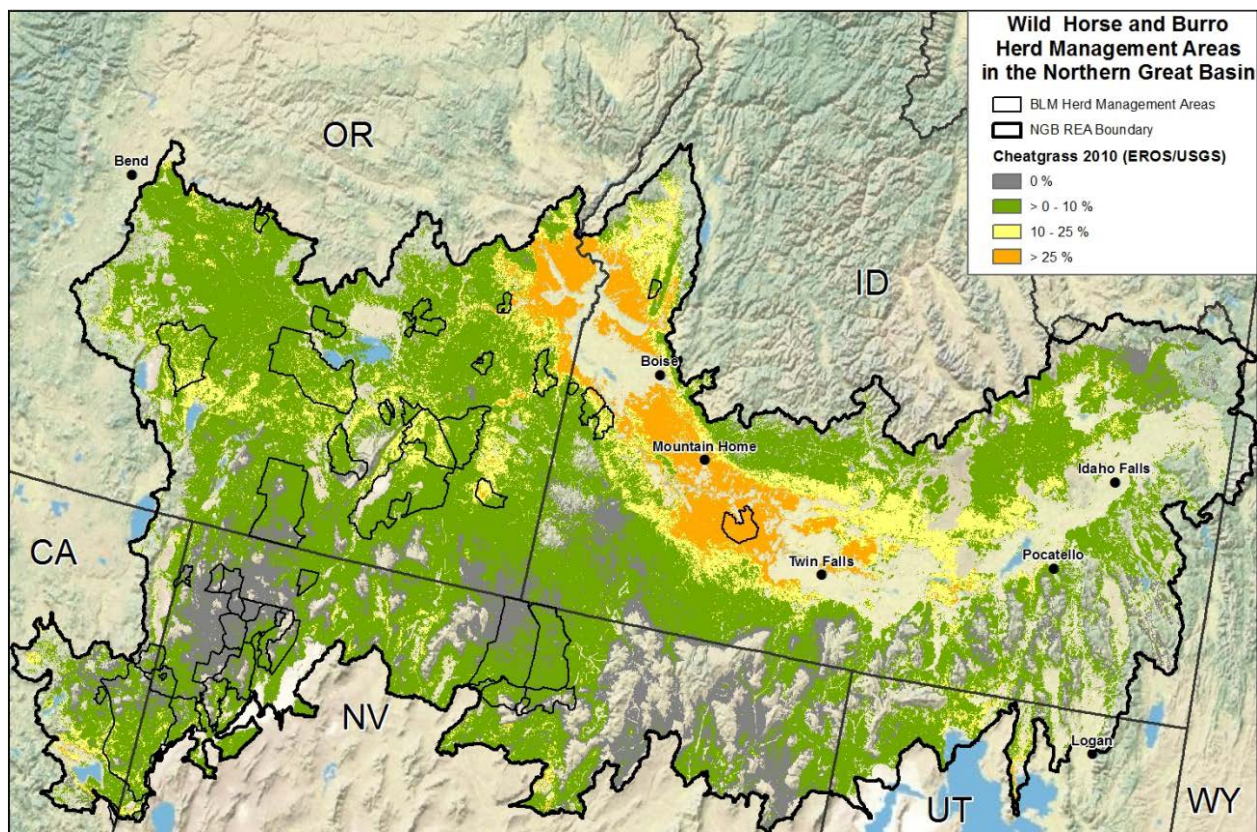 Wild Horse and Burro
Herd Management Areas
in the Northern Great Basin
BLM Herd Management Areas
NGB REA Boundary
Cheatgrass 2010 (EROS/USGS)
0 %
> 0 - 10 %
10 - 25 %
> 25 %
OR
Bend
ID
Boise
Mountain Home
Idaho Falls
CA
Twin Falls
Pocatello
NV
Logan
UT
WY